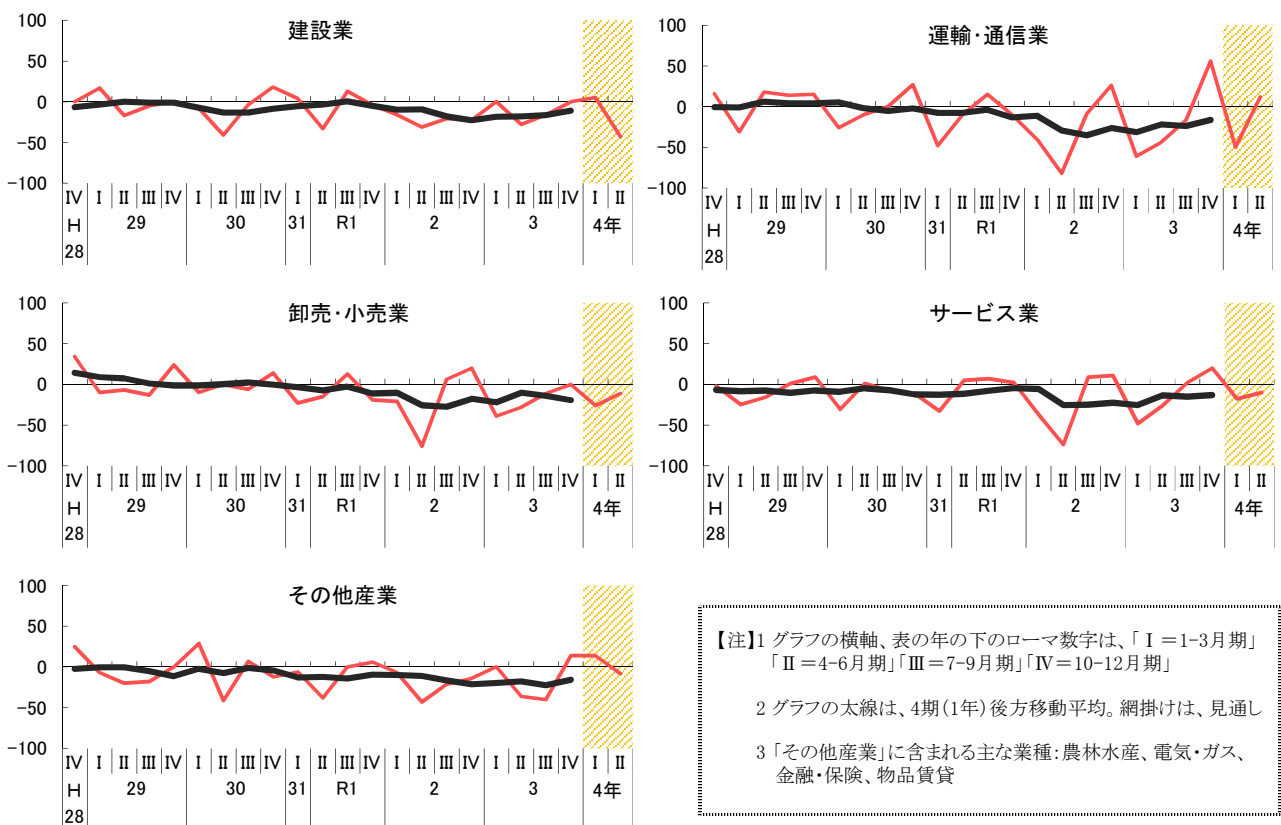 建設業
100
50
0
-50
-100
Ⅳ Ⅰ Ⅱ Ⅲ Ⅳ Ⅰ Ⅱ Ⅲ Ⅳ Ⅰ Ⅱ Ⅲ Ⅳ Ⅰ Ⅱ Ⅲ Ⅳ Ⅰ Ⅱ Ⅲ Ⅳ Ⅰ Ⅱ
H 29 30 31 R1 2 3 4年
28
運輸・通信業
100
50
0
-50
-100
Ⅳ Ⅰ Ⅱ Ⅲ Ⅳ Ⅰ Ⅱ Ⅲ Ⅳ Ⅰ Ⅱ Ⅲ Ⅳ Ⅰ Ⅱ Ⅲ Ⅳ Ⅰ Ⅱ Ⅲ Ⅳ Ⅰ Ⅱ
H 29 30 31 R1 2 3 4年
28
卸売・小売業
100
50
0
-50
-100
Ⅳ Ⅰ Ⅱ Ⅲ Ⅳ Ⅰ Ⅱ Ⅲ Ⅳ Ⅰ Ⅱ Ⅲ Ⅳ Ⅰ Ⅱ Ⅲ Ⅳ Ⅰ Ⅱ Ⅲ Ⅳ Ⅰ Ⅱ
H 29 30 31 R1 2 3 4年
28
サービス業
100
50
0
-50
-100
Ⅳ Ⅰ Ⅱ Ⅲ Ⅳ Ⅰ Ⅱ Ⅲ Ⅳ Ⅰ Ⅱ Ⅲ Ⅳ Ⅰ Ⅱ Ⅲ Ⅳ Ⅰ Ⅱ Ⅲ Ⅳ Ⅰ Ⅱ
H 29 30 31 R1 2 3 4年
28
その他産業
100
50
0
-50
-100
Ⅳ Ⅰ Ⅱ Ⅲ Ⅳ Ⅰ Ⅱ Ⅲ Ⅳ Ⅰ Ⅱ Ⅲ Ⅳ Ⅰ Ⅱ Ⅲ Ⅳ Ⅰ Ⅱ Ⅲ Ⅳ Ⅰ Ⅱ
H 29 30 31 R1 2 3 4年
28
【注】1 グラフの横軸、表の年の下のローマ数字は、「Ⅰ=1-3月期」
「Ⅱ=4-6月期」「Ⅲ=7-9月期」「Ⅳ=10-12月期」
2 グラフの太線は、4期(1年)後方移動平均。網掛けは、見通し
3 「その他産業」に含まれる主な業種:農林水産、電気・ガス、
金融・保険、物品賃貸